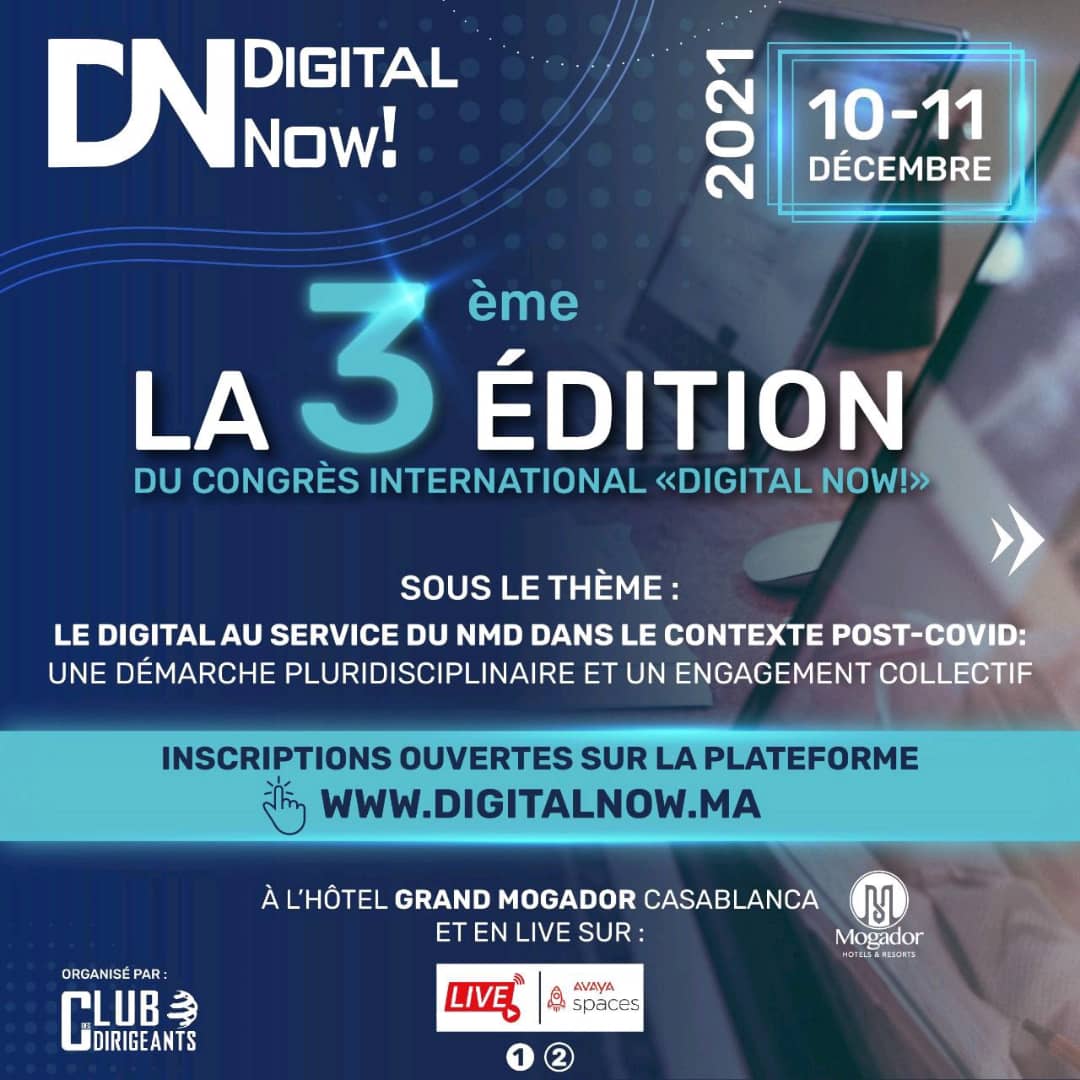 DN DIGITAL
NOW!
2021
10-11
DÉCEMBRE
LA 3ème ÉDITION
DU CONGRÈS INTERNATIONAL «DIGITAL NOW!»
SOUS LE THÈME :
LE DIGITAL AU SERVICE DU NMD DANS LE CONTEXTE POST-COVID:
UNE DÉMARCHE PLURIDISCIPLINAIRE ET UN ENGAGEMENT COLLECTIF
INSCRIPTIONS OUVERTES SUR LA PLATEFORME
WWW.DIGITALNOW.MA
À L'HÔTEL GRAND MOGADOR CASABLANCA
ET EN LIVE SUR :
Mogador
HOTELS & RESORTS
ORGANISÉ PAR :
CLUB
DES
DIRIGEANTS
LIVE
AVAYA
spaces
1 2